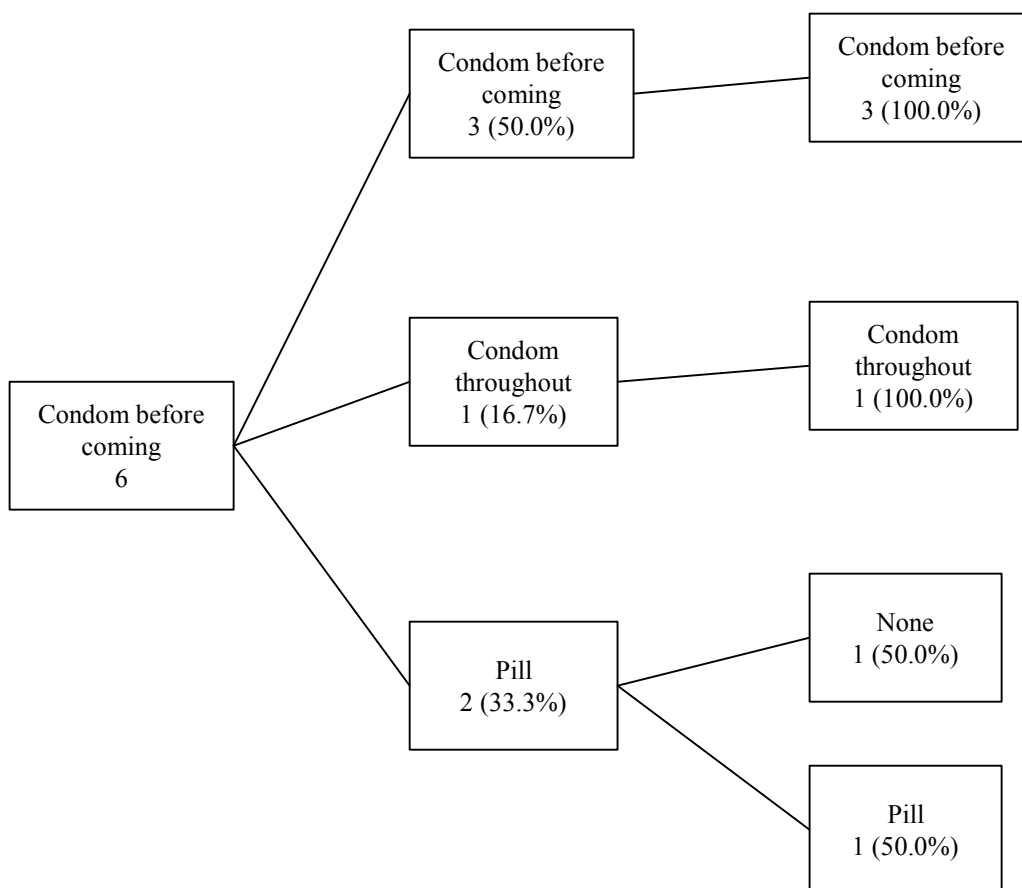 Condom before
coming
6
Condom before
coming
3 (50.0%)
Condom before
coming
3 (100.0%)
Condom
throughout
1 (16.7%)
Condom
throughout
1 (100.0%)
Pill
2 (33.3%)
None
1 (50.0%)
Pill
1 (50.0%)